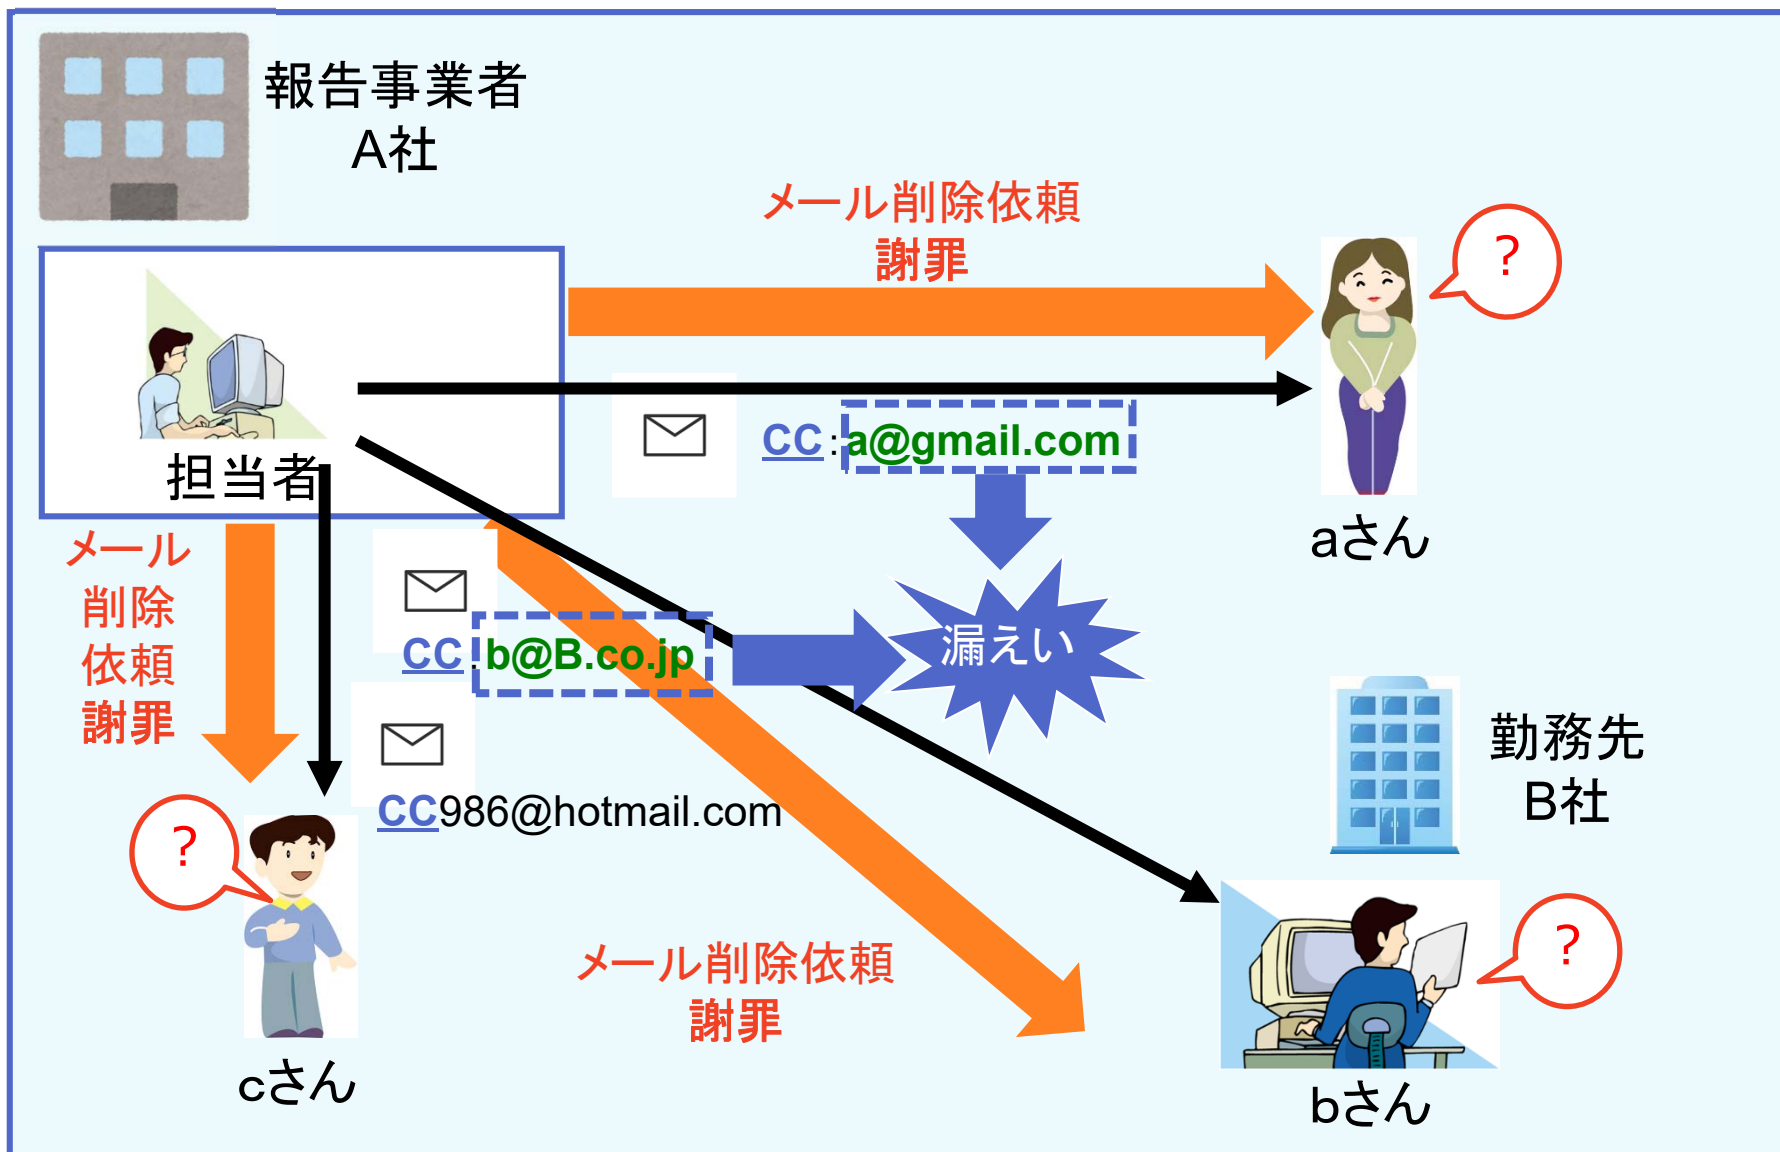 報告事業者
A社
メール削除依頼
謝罪
?
担当者
CC:a@gmail.com
aさん
メール
削除
依頼
謝罪
CC:b@B.co.jp
漏えい
勤務先
B社
CC986@hotmail.com
?
?
メール削除依頼
謝罪
cさん
bさん